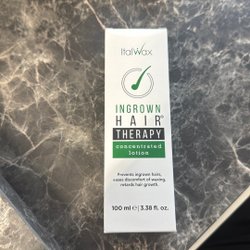 ItalWax
INGROWN
HAIR®
THERAPY
concentrated
lotion
Prevents ingrown hairs,
eases discomfort of waxing,
retards hair growth.
100 ml ℮ | 3.38 fl. oz.